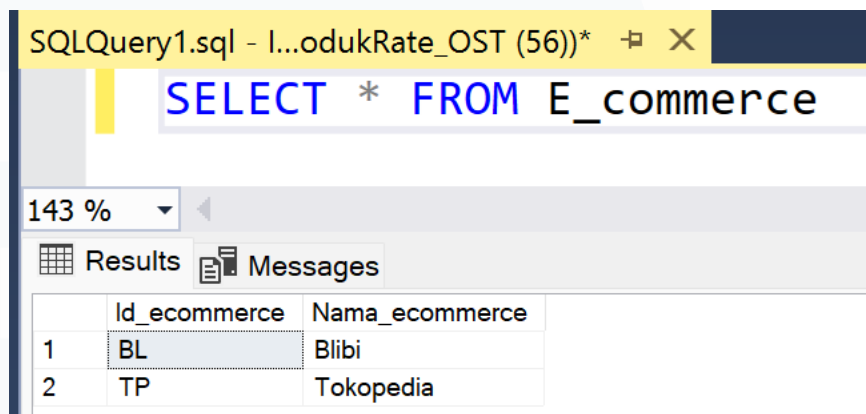 SQLQuery1.sql - I...odukRate_OST (56))*
SELECT * FROM E_commerce
143 %
Results Messages
Id_ecommerce Nama_ecommerce
1 BL Blibi
2 TP Tokopedia